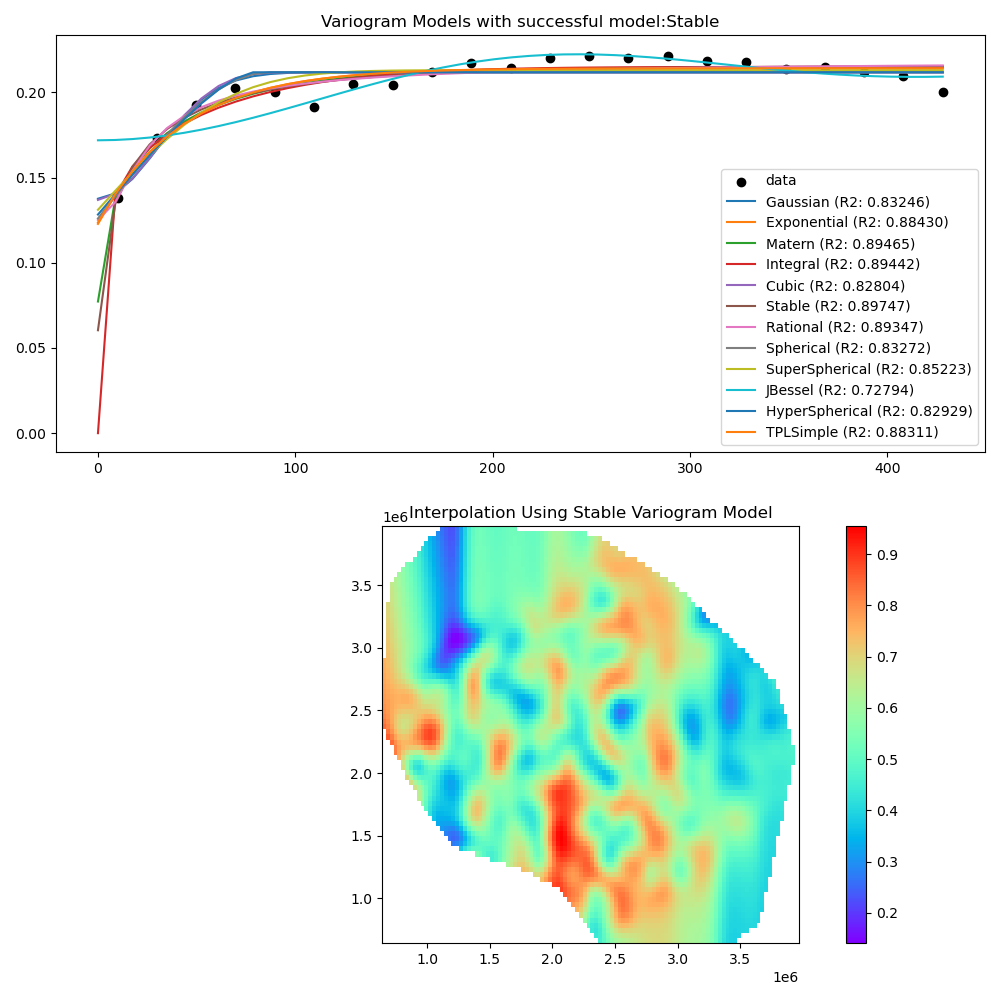 Variogram Models with successful model:Stable
0.20
0.15
0.10
0.05
0.00
0
100
200
300
400
data
Gaussian (R2: 0.83246)
Exponential (R2: 0.88430)
Matern (R2: 0.89465)
Integral (R2: 0.89442)
Cubic (R2: 0.82804)
Stable (R2: 0.89747)
Rational (R2: 0.89347)
Spherical (R2: 0.83272)
SuperSpherical (R2: 0.85223)
JBessel (R2: 0.72794)
HyperSpherical (R2: 0.82929)
TPLSimple (R2: 0.88311)
1e6
Interpolation Using Stable Variogram Model
3.5
3.0
2.5
2.0
1.5
1.0
1.0
1.5
2.0
2.5
3.0
3.5
1e6
0.9
0.8
0.7
0.6
0.5
0.4
0.3
0.2